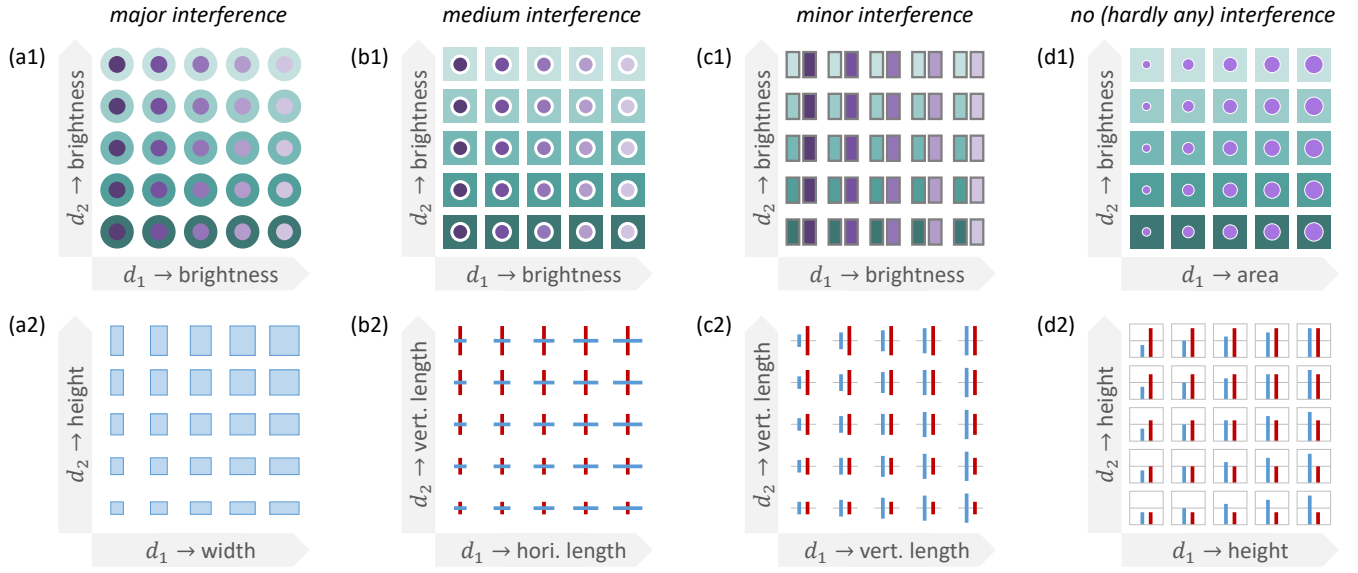 major interference
medium interference
minor interference
no (hardly any) interference
(a1)
d₂ → brightness
d₁ → brightness
(b1)
d₂ → brightness
d₁ → brightness
(c1)
d₂ → brightness
d₁ → brightness
(d1)
d₂ → brightness
d₁ → area
(a2)
d₂ → height
d₁ → width
(b2)
d₂ → vert. length
d₁ → hori. length
(c2)
d₂ → vert. length
d₁ → vert. length
(d2)
d₂ → height
d₁ → height